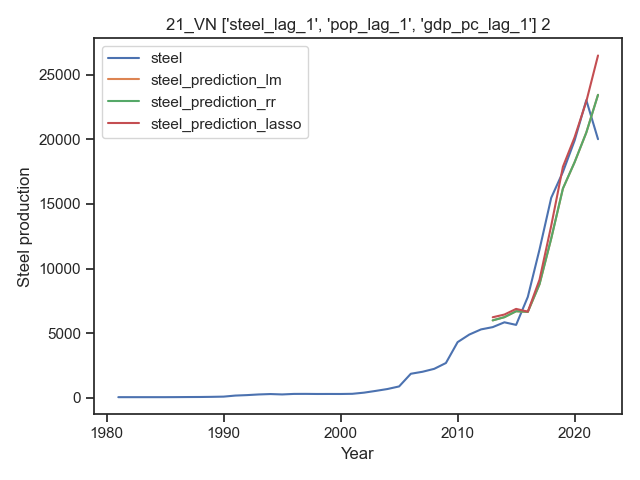 21_VN ['steel_lag_1', 'pop_lag_1', 'gdp_pc_lag_1'] 2
steel
steel_prediction_lm
steel_prediction_rr
steel_prediction_lasso
25000
20000
15000
10000
5000
0
Steel production
1980
1990
2000
2010
2020
Year